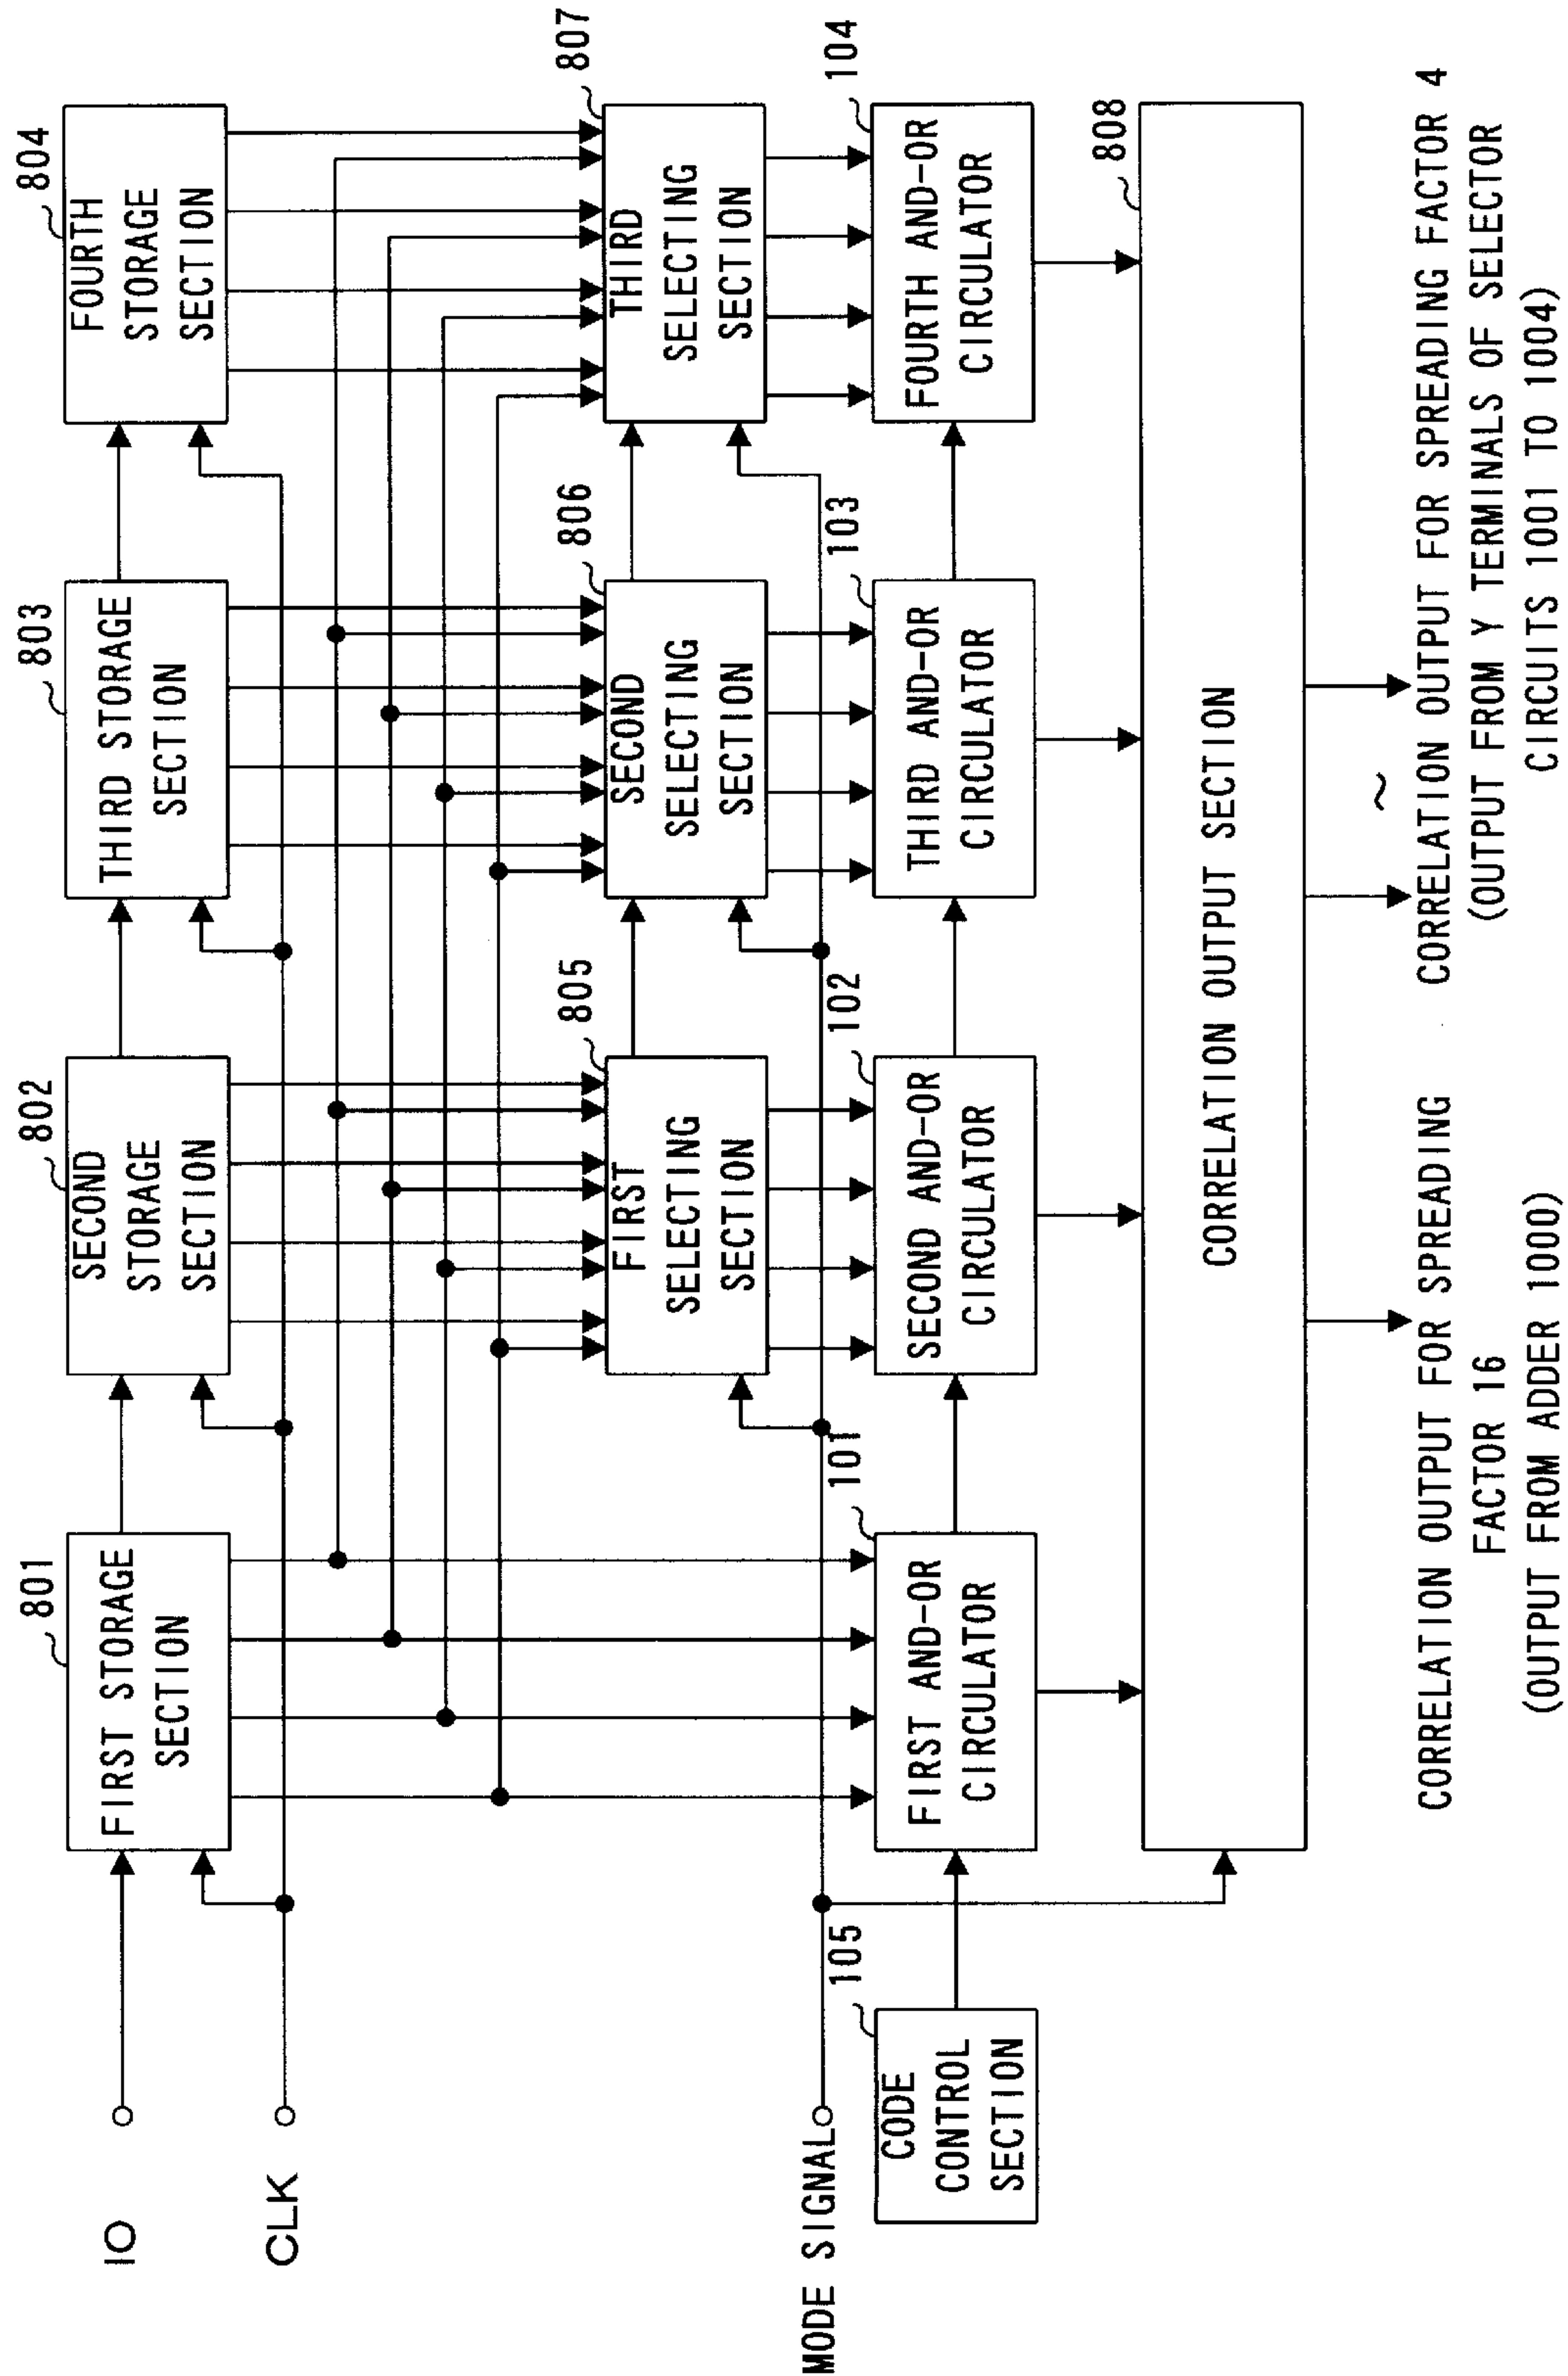 801
802
803
804
FIRST STORAGE
SECTION
SECOND
STORAGE
SECTION
THIRD STORAGE
SECTION
FOURTH
STORAGE
SECTION
IO
CLK
805
806
807
FIRST
SELECTING
SECTION
SECOND
SELECTING
SECTION
THIRD
SELECTING
SECTION
MODE SIGNAL
105
101
102
103
104
CODE
CONTROL
SECTION
FIRST AND-OR
CIRCULATOR
SECOND AND-OR
CIRCULATOR
THIRD AND-OR
CIRCULATOR
FOURTH AND-OR
CIRCULATOR
808
CORRELATION OUTPUT SECTION
~
CORRELATION OUTPUT FOR SPREADING
FACTOR 16
(OUTPUT FROM ADDER 1000)
CORRELATION OUTPUT FOR SPREADING FACTOR 4
(OUTPUT FROM Y TERMINALS OF SELECTOR
CIRCUITS 1001 TO 1004)